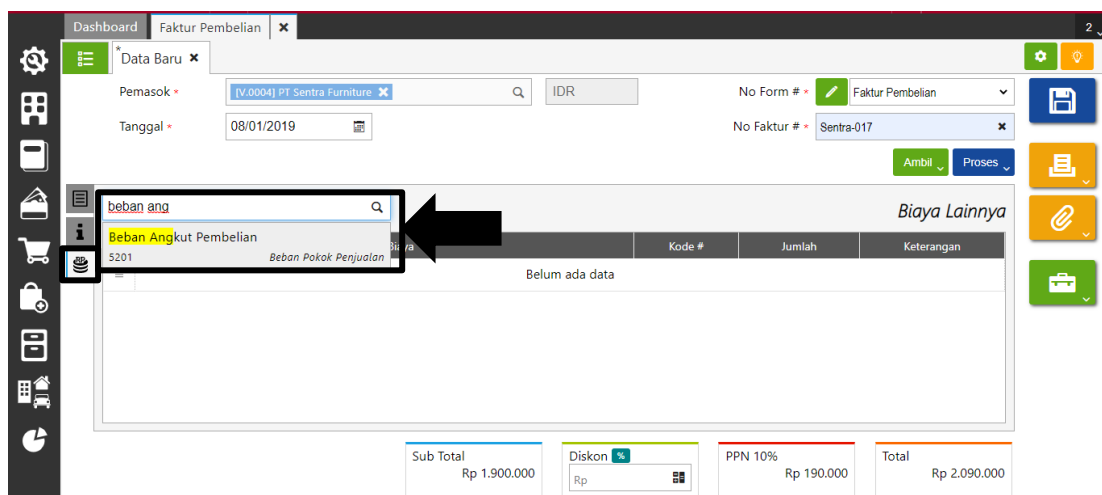 Dashboard Faktur Pembelian 2
*Data Baru
Pemasok * [V.0004] PT Sentra Furniture IDR No Form # * Faktur Pembelian
Tanggal * 08/01/2019 No Faktur # * Sentra-017
Ambil Proses
beban ang Biaya Lainnya
Beban Angkut Pembelian
5201 Beban Pokok Penjualan
Kode # Jumlah Keterangan
Belum ada data
Sub Total Diskon % PPN 10% Total
Rp 1.900.000 Rp Rp 190.000 Rp 2.090.000